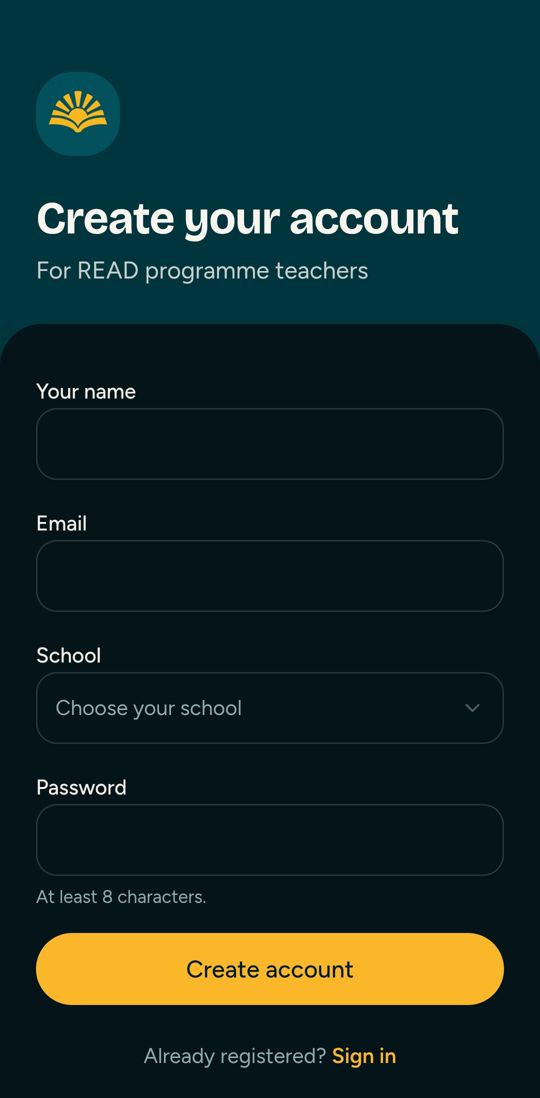 Create your account
For READ programme teachers
Your name
Email
School
Choose your school
Password
At least 8 characters.
Create account
Already registered? Sign in